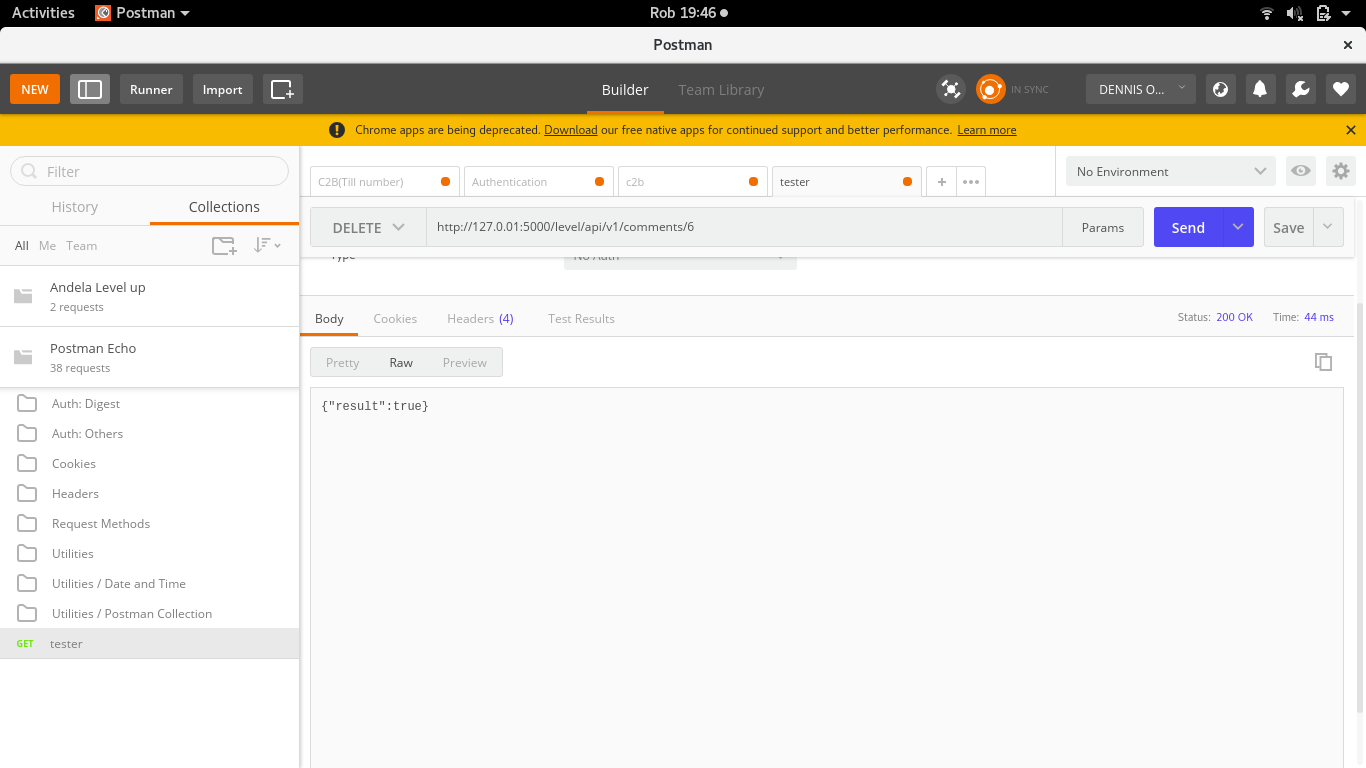 Activities Postman Rob 19:46
Postman
NEW Runner Import Builder Team Library IN SYNC DENNIS O...
Chrome apps are being deprecated. Download our free native apps for continued support and better performance. Learn more
Filter
History Collections
All Me Team
Andela Level up
2 requests
Postman Echo
38 requests
Auth: Digest
Auth: Others
Cookies
Headers
Request Methods
Utilities
Utilities / Date and Time
Utilities / Postman Collection
GET tester
C2B(Till number) Authentication c2b tester
No Environment
DELETE http://127.0.01:5000/level/api/v1/comments/6 Params Send Save
Type No Auth
Body Cookies Headers (4) Test Results Status: 200 OK Time: 44 ms
Pretty Raw Preview
{"result":true}